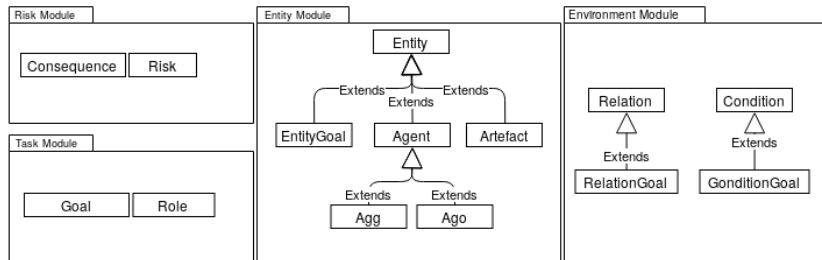 Risk Module
Consequence
Risk
Task Module
Goal
Role
Entity Module
Entity
Extends
Extends
Extends
EntityGoal
Agent
Artefact
Extends
Extends
Agg
Ago
Environment Module
Relation
Condition
Extends
Extends
RelationGoal
GonditionGoal